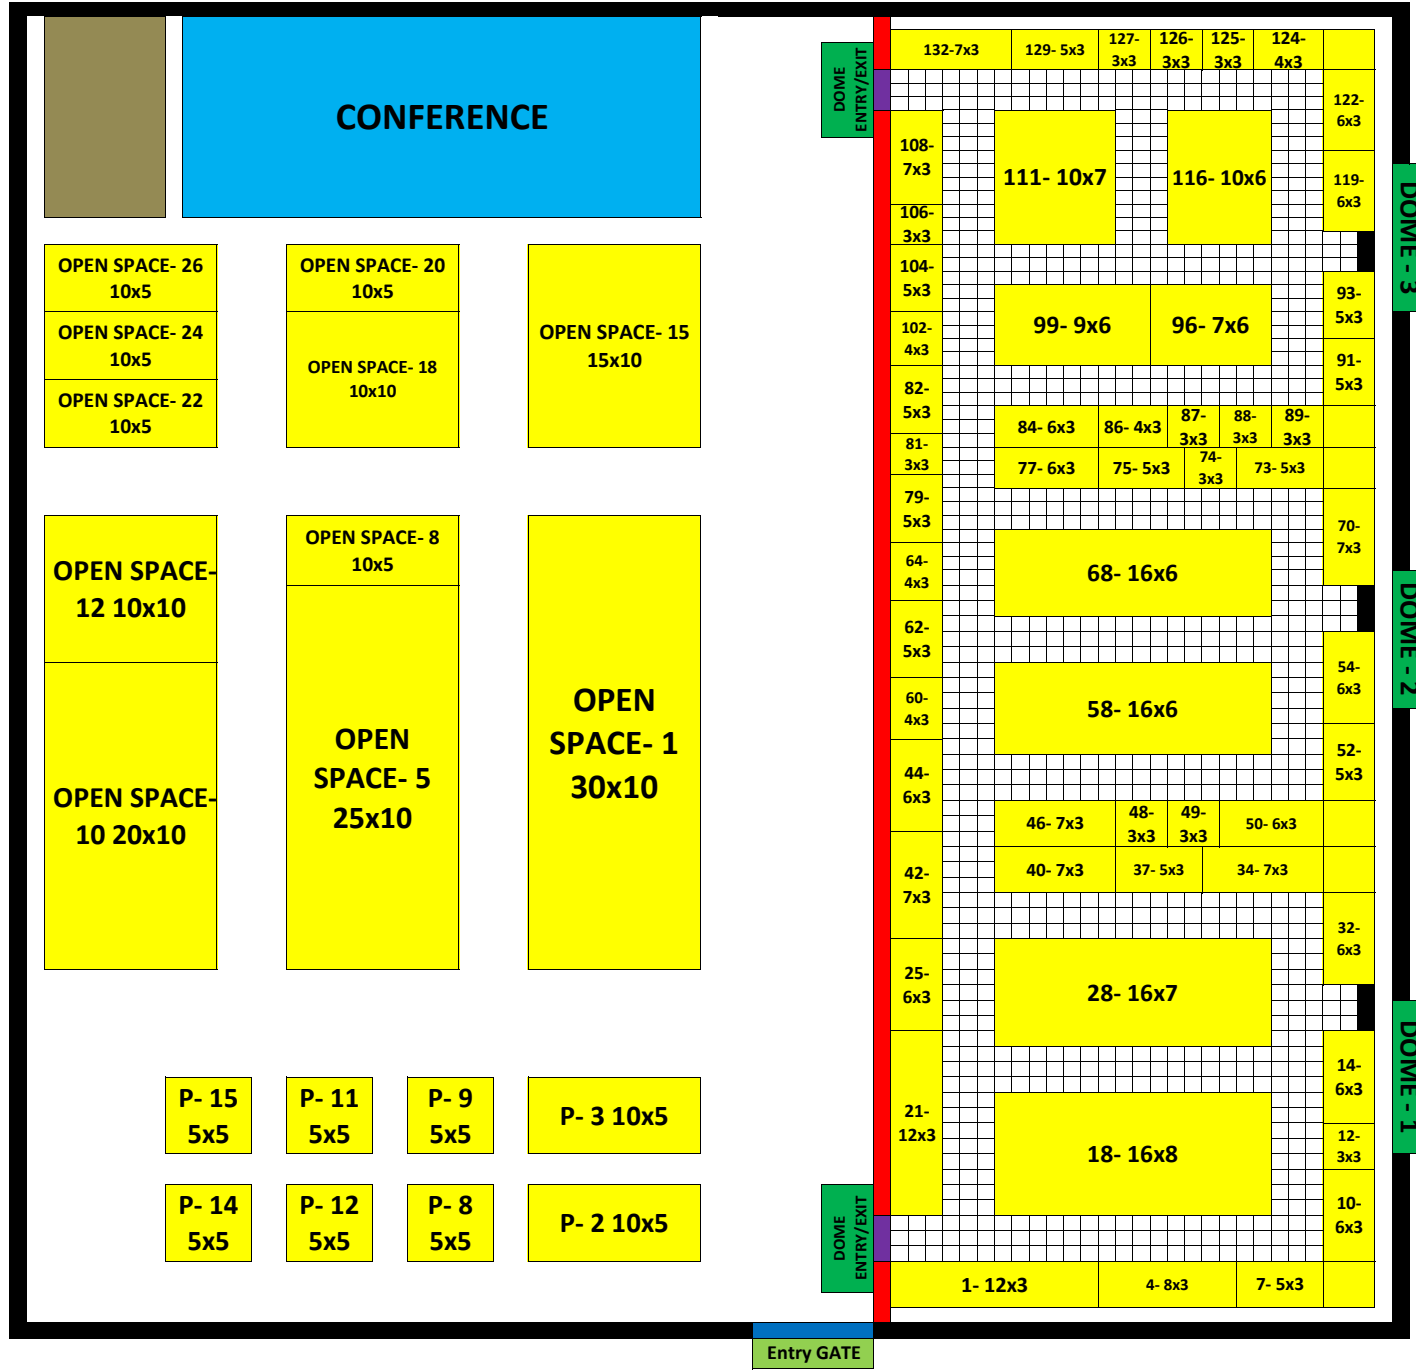 CONFERENCE
DOME
ENTRY/EXIT
132-7x3
129- 5x3
127-
3x3
126-
3x3
125-
3x3
124-
4x3
122-
6x3
108-
7x3
111- 10x7
116- 10x6
119-
6x3
106-
3x3
DOME - 3
OPEN SPACE- 26
10x5
OPEN SPACE- 24
10x5
OPEN SPACE- 22
10x5
OPEN SPACE- 20
10x5
OPEN SPACE- 18
10x10
OPEN SPACE- 15
15x10
104-
5x3
102-
4x3
99- 9x6
96- 7x6
93-
5x3
91-
5x3
82-
5x3
84- 6x3
86- 4x3
87-
3x3
88-
3x3
89-
3x3
81-
3x3
77- 6x3
75- 5x3
74-
3x3
73- 5x3
79-
5x3
70-
7x3
OPEN SPACE-
12 10x10
OPEN SPACE- 8
10x5
64-
4x3
68- 16x6
DOME - 2
62-
5x3
54-
6x3
60-
4x3
58- 16x6
OPEN SPACE-
10 20x10
OPEN
SPACE- 5
25x10
OPEN
SPACE- 1
30x10
52-
5x3
44-
6x3
46- 7x3
48-
3x3
49-
3x3
50- 6x3
42-
7x3
40- 7x3
37- 5x3
34- 7x3
32-
6x3
25-
6x3
28- 16x7
DOME - 1
14-
6x3
P- 15
5x5
P- 11
5x5
P- 9
5x5
P- 3 10x5
21-
12x3
18- 16x8
12-
3x3
10-
6x3
P- 14
5x5
P- 12
5x5
P- 8
5x5
P- 2 10x5
DOME
ENTRY/EXIT
1- 12x3
4- 8x3
7- 5x3
Entry GATE